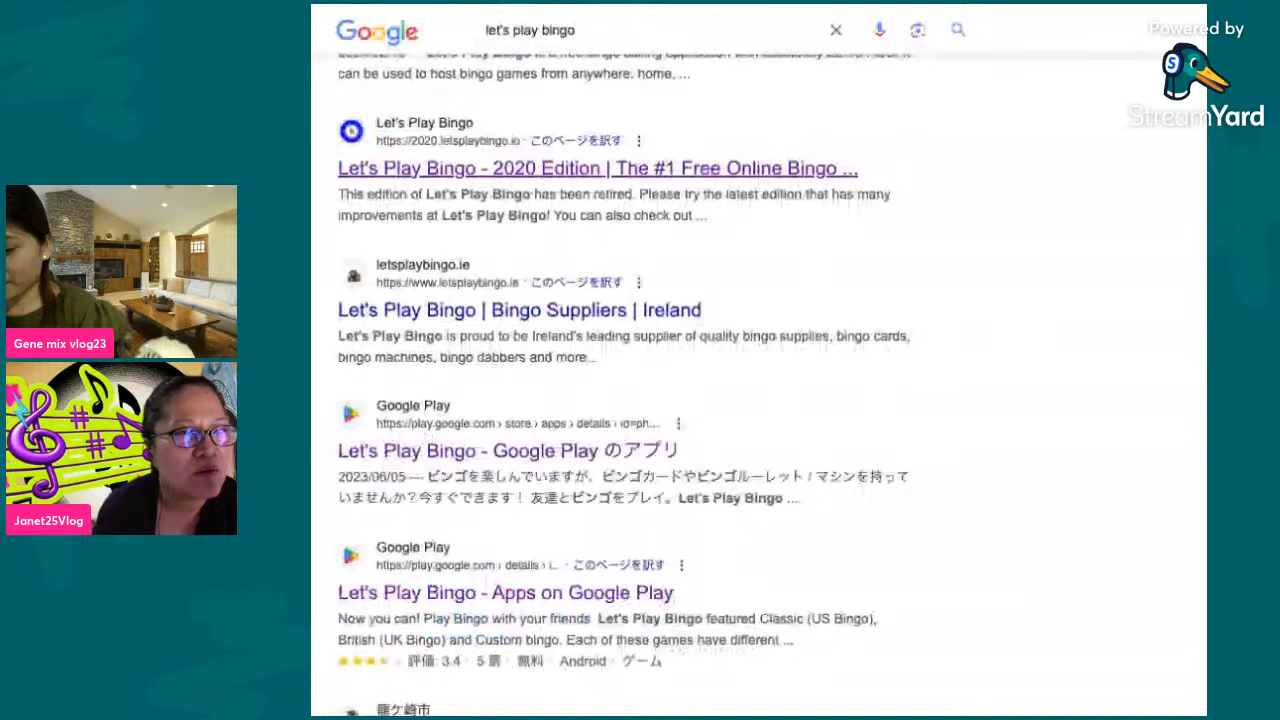 Google
let's play bingo
Powered by
StreamYard
can be used to host bingo games from anywhere. home, ...
Let's Play Bingo
https://2020.letsplaybingo.io · このページを訳す
Let's Play Bingo - 2020 Edition | The #1 Free Online Bingo ...
This edition of Let's Play Bingo has been retired. Please try the latest edition that has many
improvements at Let's Play Bingo! You can also check out ...
letsplaybingo.ie
https://www.letsplaybingo.ie · このページを訳す
Let's Play Bingo | Bingo Suppliers | Ireland
Let's Play Bingo is proud to be Ireland's leading supplier of quality bingo supplies, bingo cards,
bingo machines, bingo dabbers and more...
Google Play
https://play.google.com › store › apps › details › id=ph...
Let's Play Bingo - Google Play のアプリ
2023/06/05 — ビンゴを楽しんでいますが、ビンゴカードやビンゴルーレット / マシンを持って
いませんか？今すぐできます！ 友達とビンゴをプレイ。Let's Play Bingo ...
Google Play
https://play.google.com › details › i... · このページを訳す
Let's Play Bingo - Apps on Google Play
Now you can! Play Bingo with your friends Let's Play Bingo featured Classic (US Bingo),
British (UK Bingo) and Custom bingo. Each of these games have different ...
評価: 3.4 · 5 票 · 無料 · Android · ゲーム
龍ケ崎市
Gene mix vlog23
Janet25Vlog